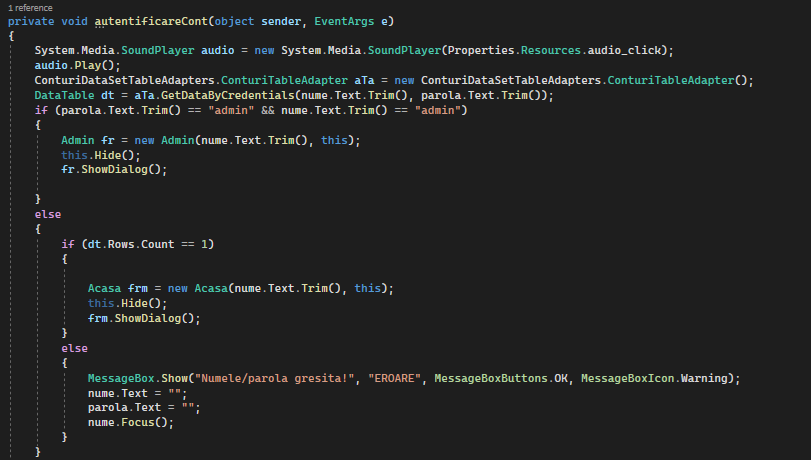 1 reference
private void autentificareCont(object sender, EventArgs e)
{
System.Media.SoundPlayer audio = new System.Media.SoundPlayer(Properties.Resources.audio_click);
audio.Play();
ConturiDataSetTableAdapters.ConturiTableAdapter aTa = new ConturiDataSetTableAdapters.ConturiTableAdapter();
DataTable dt = aTa.GetDataByCredentials(nume.Text.Trim(), parola.Text.Trim());
if (parola.Text.Trim() == "admin" && nume.Text.Trim() == "admin")
{
Admin fr = new Admin(nume.Text.Trim(), this);
this.Hide();
fr.ShowDialog();
}
else
{
if (dt.Rows.Count == 1)
{
Acasa frm = new Acasa(nume.Text.Trim(), this);
this.Hide();
frm.ShowDialog();
}
else
{
MessageBox.Show("Numele/parola gresita!", "EROARE", MessageBoxButtons.OK, MessageBoxIcon.Warning);
nume.Text = "";
parola.Text = "";
nume.Focus();
}
}